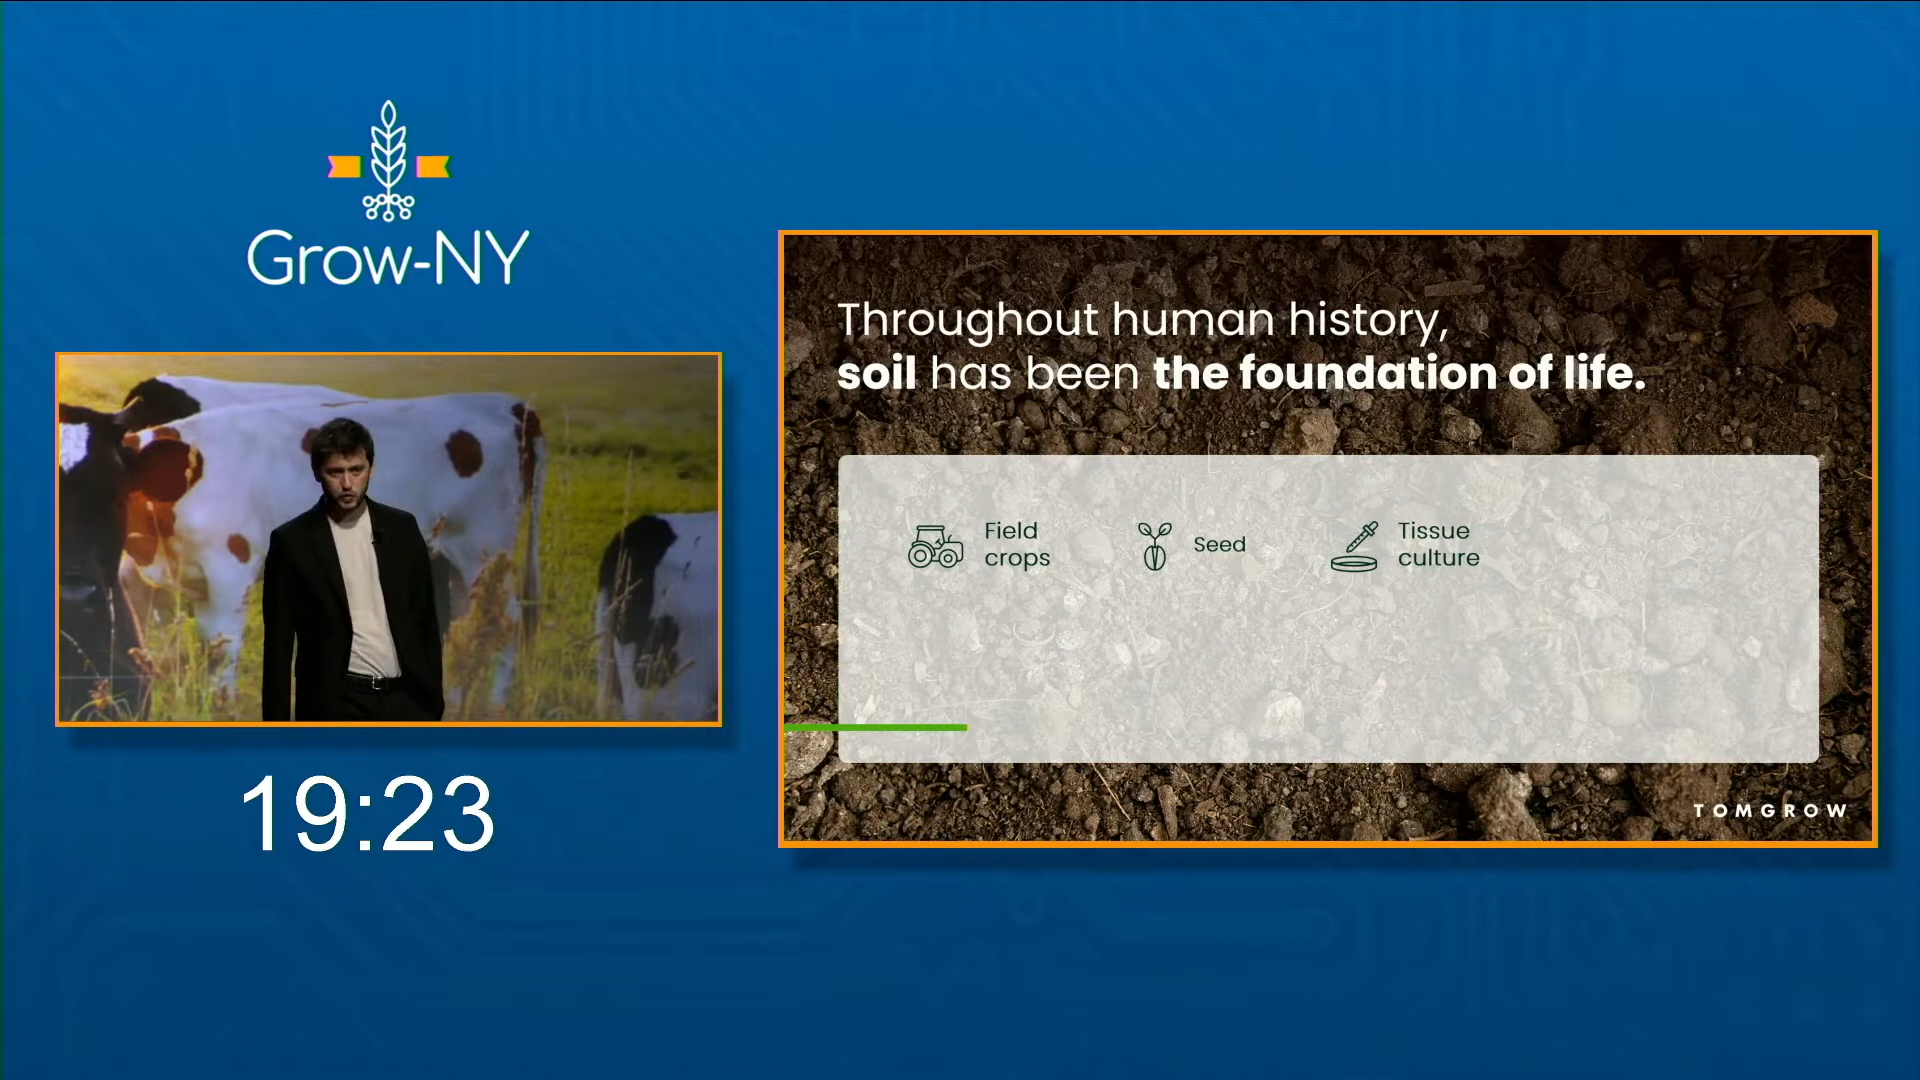 Grow-NY
Throughout human history,
soil has been the foundation of life.
Field
crops
Seed
Tissue
culture
TOMGROW
19:23